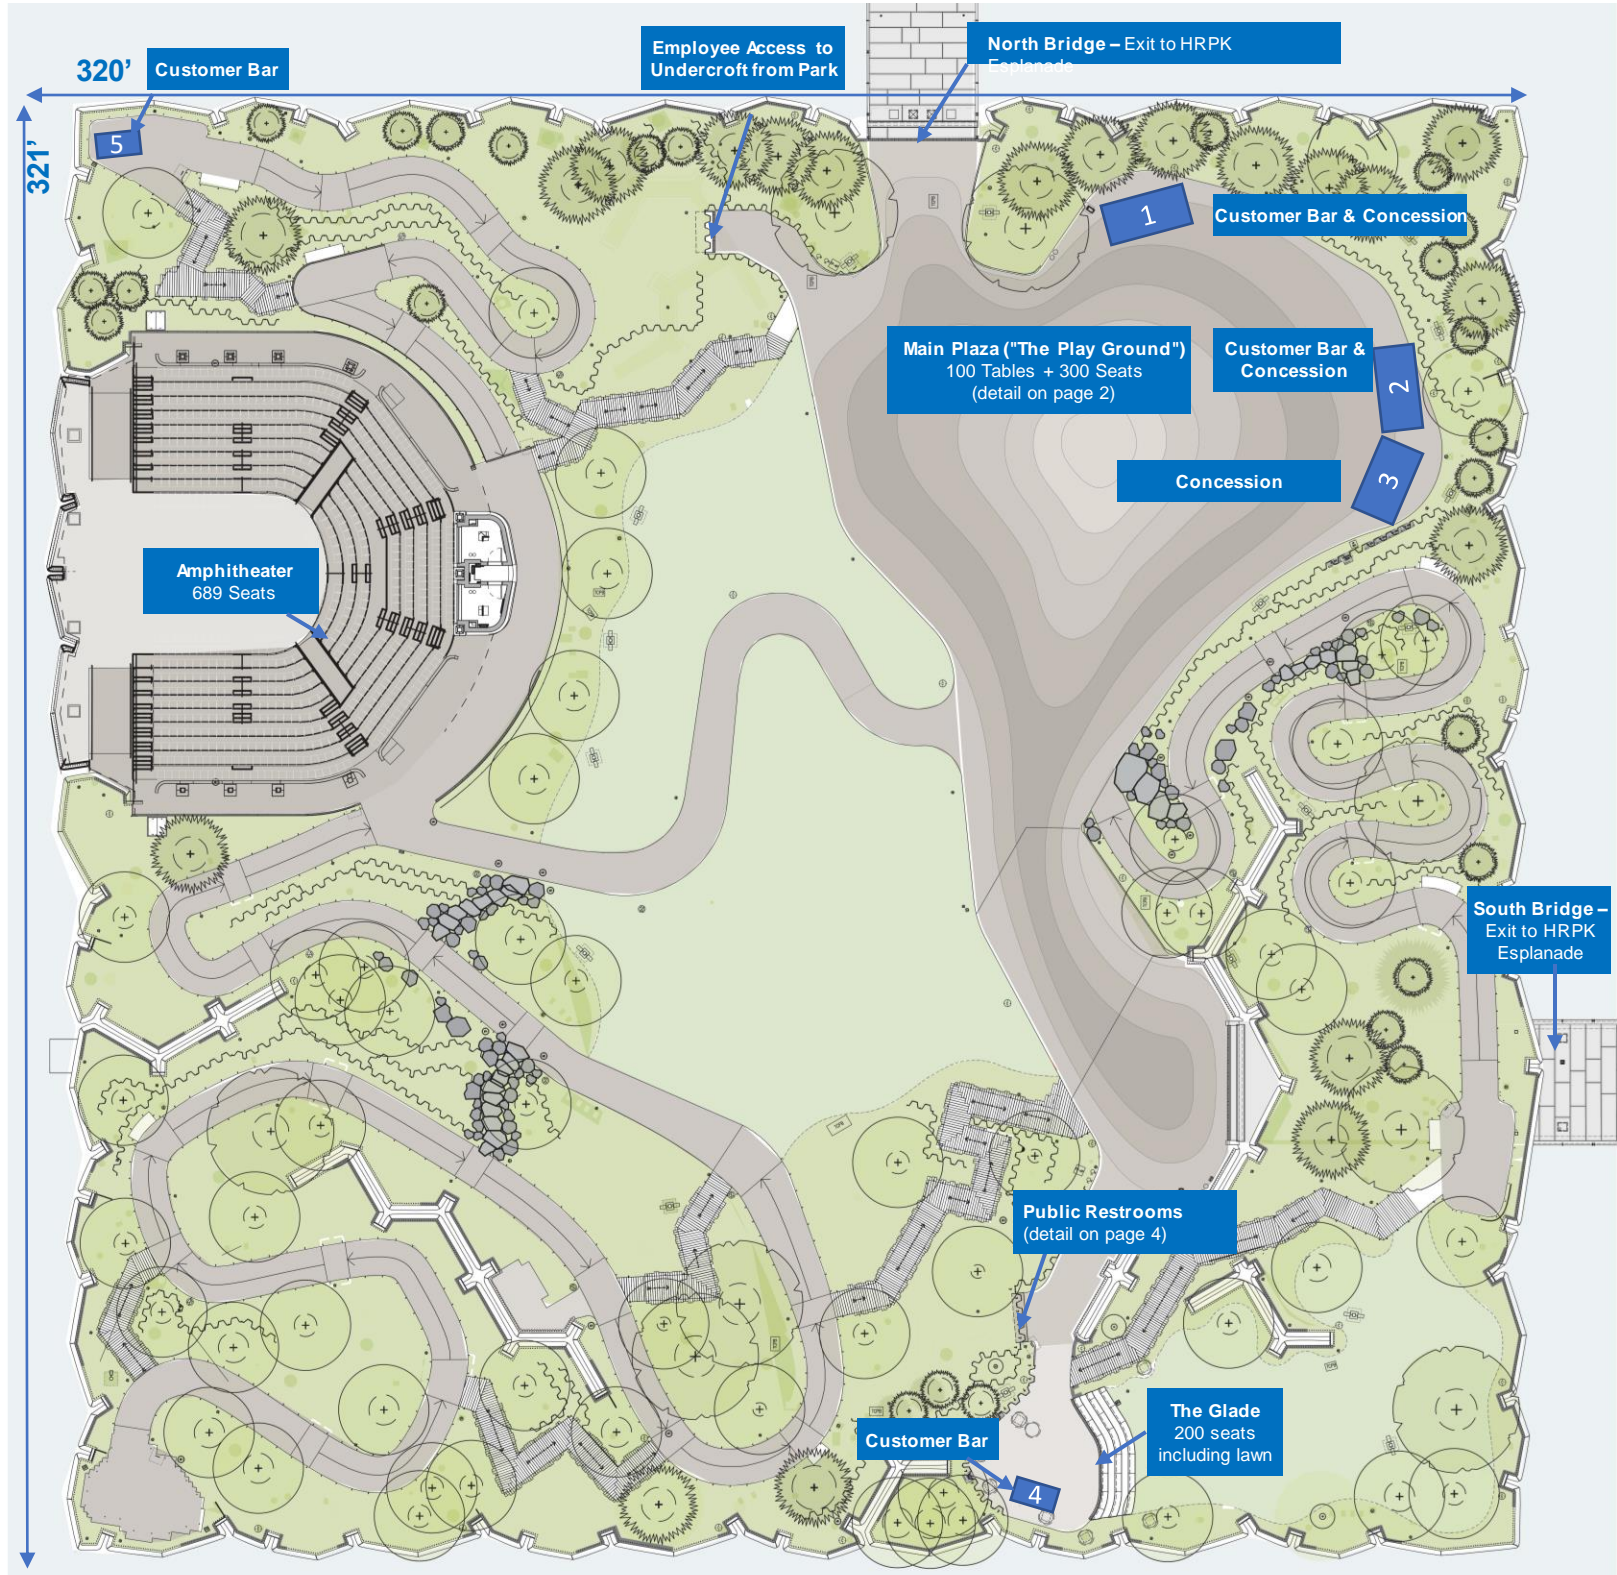 320’
321’
Customer Bar
5
Employee Access to
Undercroft from Park
North Bridge – Exit to HRPK
Esplanade
1
Customer Bar & Concession
Main Plaza ("The Play Ground")
100 Tables + 300 Seats
(detail on page 2)
Customer Bar &
Concession
2
Concession
3
Amphitheater
689 Seats
South Bridge –
Exit to HRPK
Esplanade
Public Restrooms
(detail on page 4)
The Glade
200 seats
including lawn
Customer Bar
4